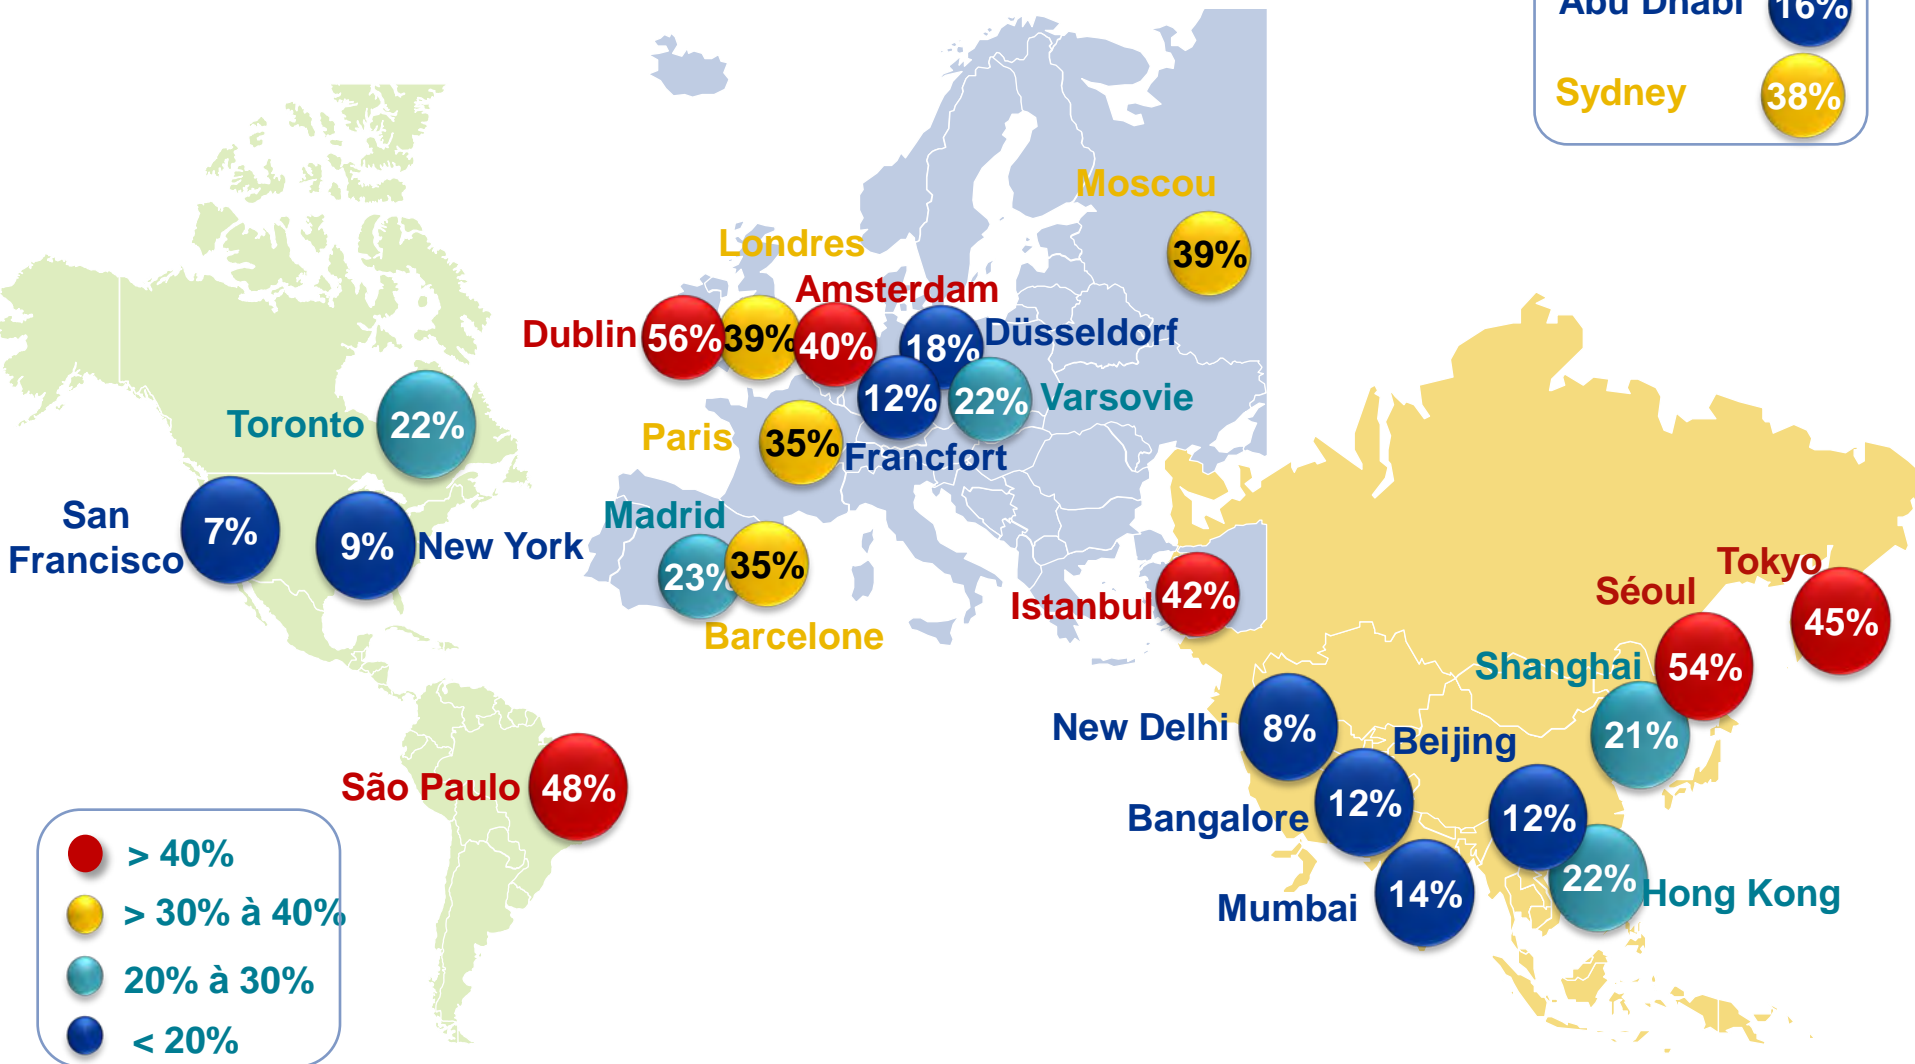 Abu Dhabi 16%
Sydney 38%
Moscou
39%
Londres
Amsterdam
Dublin 56% 39% 40% 18% Düsseldorf
12% 22% Varsovie
Toronto 22%
Paris 35% Francfort
San
Francisco
7%
9% New York
Madrid
23% 35%
Barcelone
Istanbul 42%
Tokyo
45%
Séoul
54%
Shanghai
21%
New Delhi 8%
Beijing
12%
Bangalore 12%
Mumbai 14%
22% Hong Kong
São Paulo 48%
> 40%
> 30% à 40%
20% à 30%
< 20%